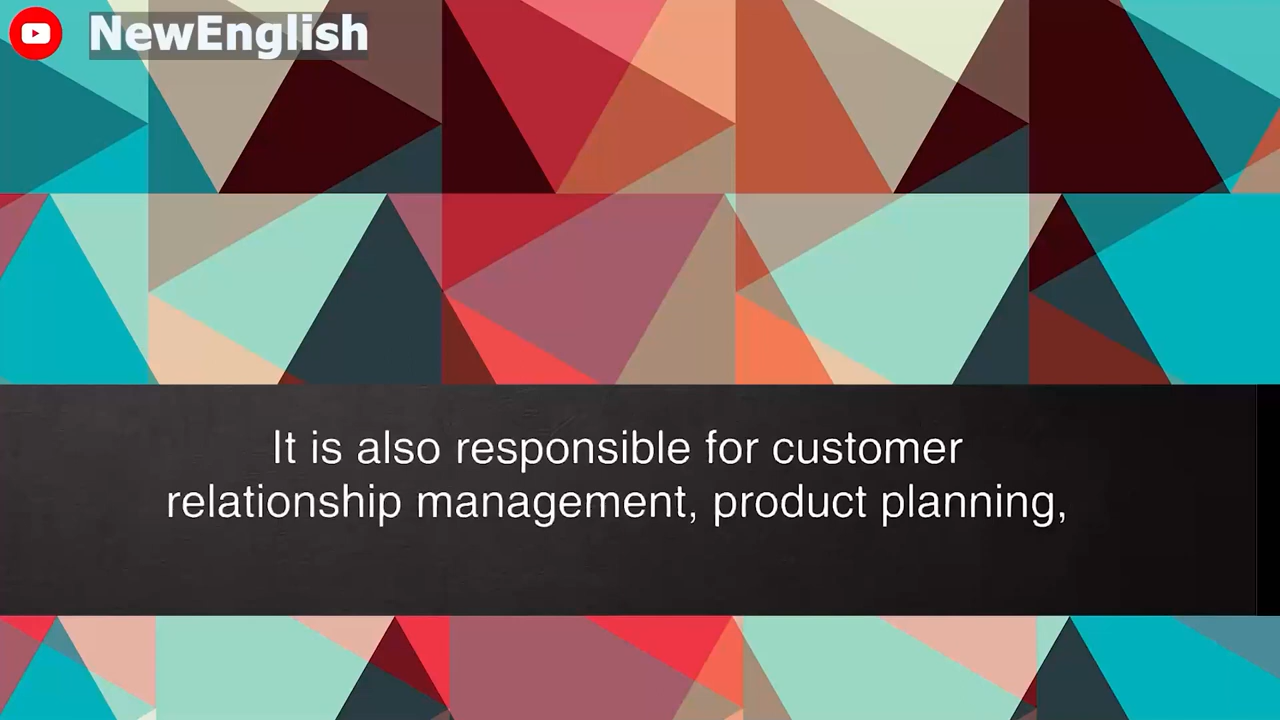 NewEnglish
It is also responsible for customer
relationship management, product planning,